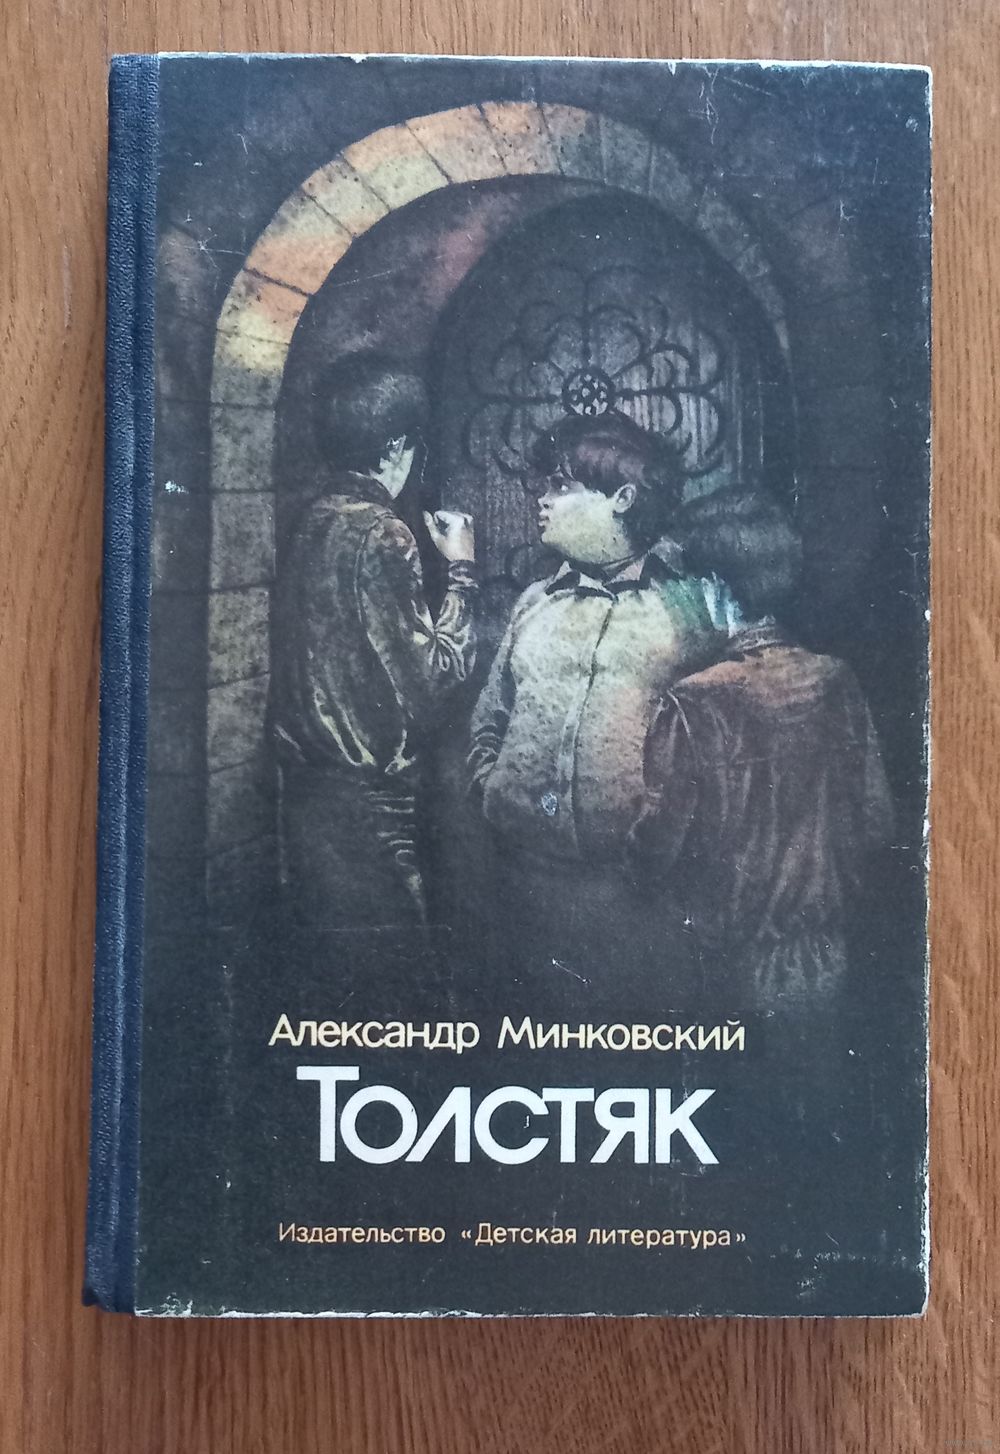 Александр Минковский
Толстяк
Издательство «Детская литература»